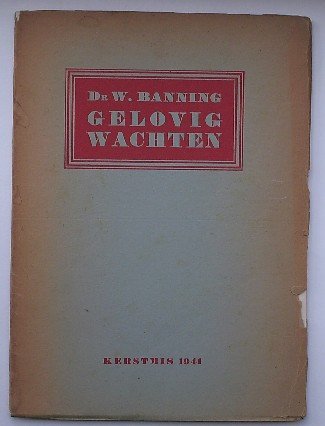 DR W. BANNING
GELOVIG
WACHTEN
KERSTMIS 1941